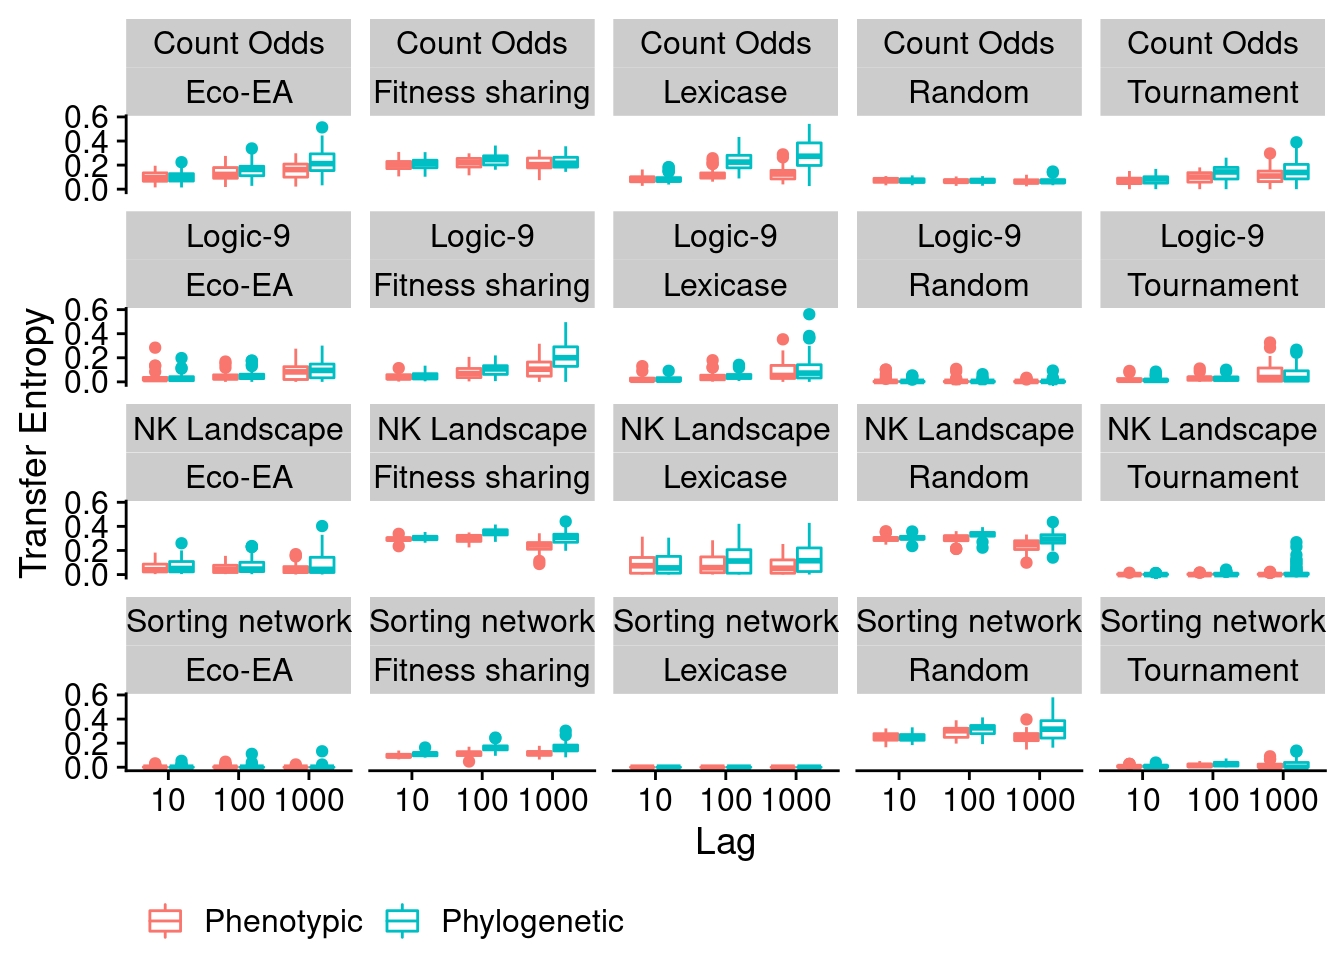 Count Odds Count Odds Count Odds Count Odds Count Odds
Eco-EA Fitness sharing Lexicase Random Tournament
0.6
0.4
0.2
0.0
Logic-9 Logic-9 Logic-9 Logic-9 Logic-9
Eco-EA Fitness sharing Lexicase Random Tournament
0.6
0.4
0.2
0.0
Transfer Entropy
NK Landscape NK Landscape NK Landscape NK Landscape NK Landscape
Eco-EA Fitness sharing Lexicase Random Tournament
0.6
0.4
0.2
0.0
Sorting network Sorting network Sorting network Sorting network Sorting network
Eco-EA Fitness sharing Lexicase Random Tournament
0.6
0.4
0.2
0.0
10 100 1000 10 100 1000 10 100 1000 10 100 1000 10 100 1000
Lag
Phenotypic Phylogenetic